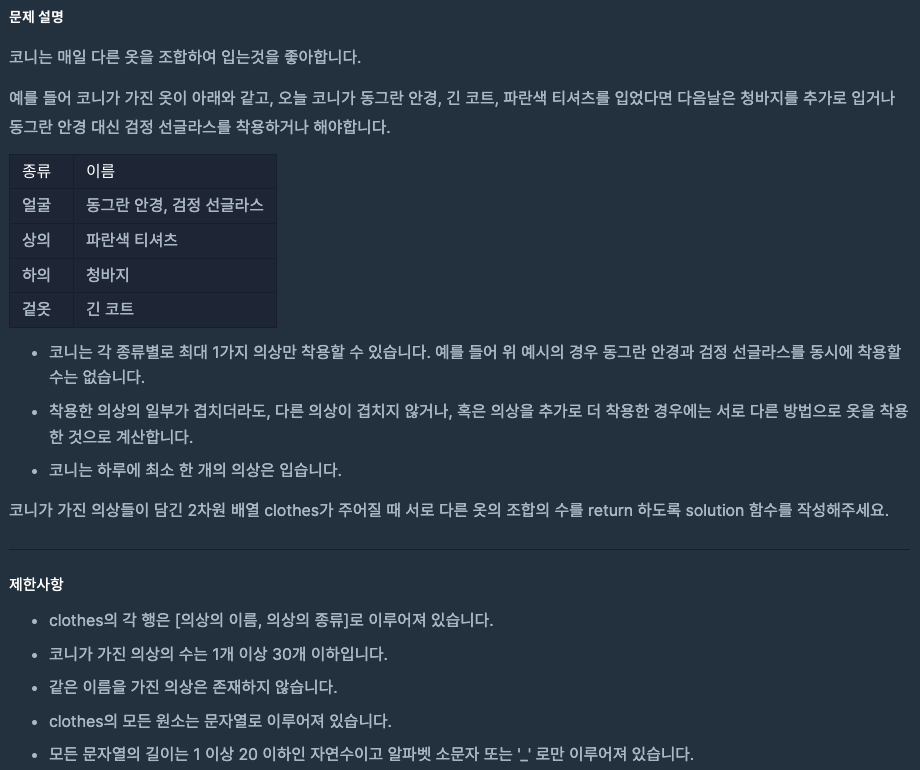 문제 설명
코니는 매일 다른 옷을 조합하여 입는것을 좋아합니다.
예를 들어 코니가 가진 옷이 아래와 같고, 오늘 코니가 동그란 안경, 긴 코트, 파란색 티셔츠를 입었다면 다음날은 청바지를 추가로 입거나
동그란 안경 대신 검정 선글라스를 착용하거나 해야합니다.
종류 이름
얼굴 동그란 안경, 검정 선글라스
상의 파란색 티셔츠
하의 청바지
겉옷 긴 코트
• 코니는 각 종류별로 최대 1가지 의상만 착용할 수 있습니다. 예를 들어 위 예시의 경우 동그란 안경과 검정 선글라스를 동시에 착용할
수는 없습니다.
• 착용한 의상의 일부가 겹치더라도, 다른 의상이 겹치지 않거나, 혹은 의상을 추가로 더 착용한 경우에는 서로 다른 방법으로 옷을 착용
한 것으로 계산합니다.
• 코니는 하루에 최소 한 개의 의상은 입습니다.
코니가 가진 의상들이 담긴 2차원 배열 clothes가 주어질 때 서로 다른 옷의 조합의 수를 return 하도록 solution 함수를 작성해주세요.
제한사항
• clothes의 각 행은 [의상의 이름, 의상의 종류]로 이루어져 있습니다.
• 코니가 가진 의상의 수는 1개 이상 30개 이하입니다.
• 같은 이름을 가진 의상은 존재하지 않습니다.
• clothes의 모든 원소는 문자열로 이루어져 있습니다.
• 모든 문자열의 길이는 1 이상 20 이하인 자연수이고 알파벳 소문자 또는 '_' 로만 이루어져 있습니다.